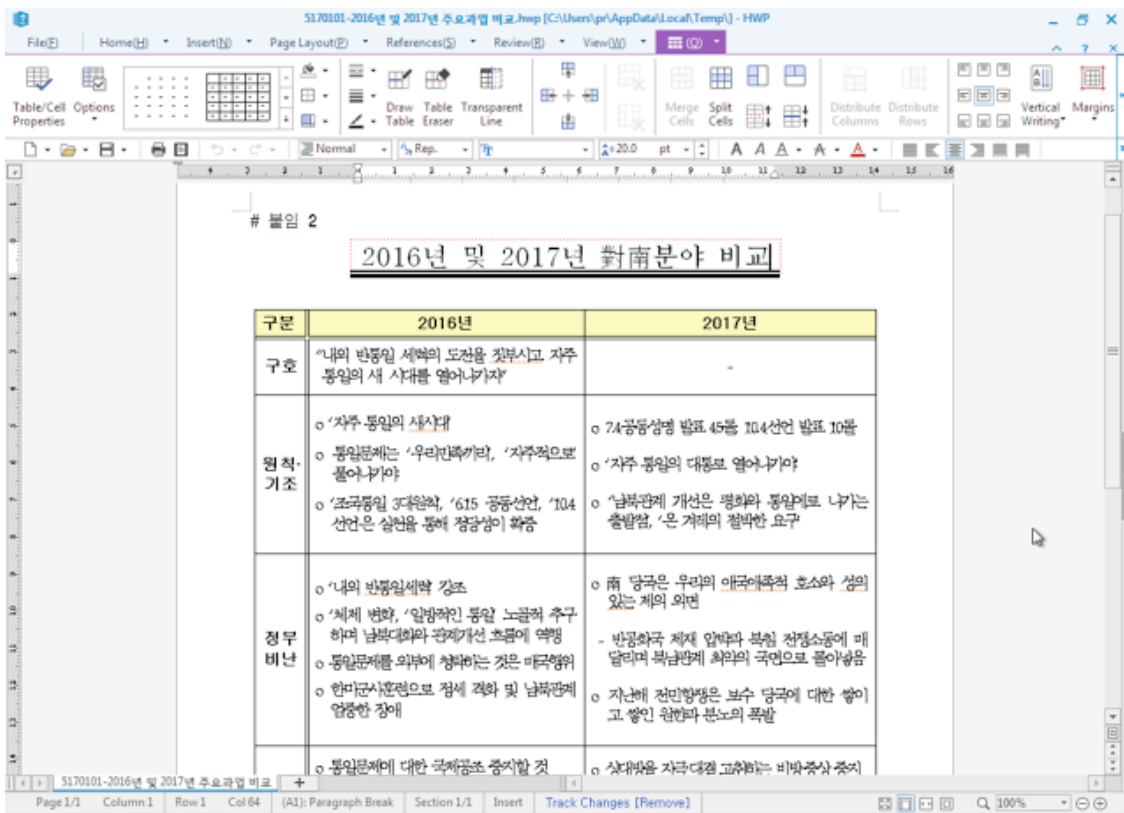 5170101-2016년 및 2017년 주요과업 비교.hwp [C:\Users\pr\AppData\Local\Temp\] - HWP
File(F) Home(H) Insert(N) Page Layout(P) References(S) Review(R) View(W) (Q)
Table/Cell Properties Options Draw Table Table Eraser Transparent Line Merge Cells Split Cells Distribute Columns Distribute Rows Vertical Writing Margins
Normal Rep. 20.0 pt
# 붙임 2
2016년 및 2017년 對南분야 비교
구분 2016년 2017년
구호
"내외 반통일 세력의 도전을 짓부시고 자주
통일의 새 시대를 열어나가자"
-
원칙·
기조
o '자주 통일의 새시대'
o 통일문제는 '우리민족끼리', '자주적으로
풀어나가야'
o '조국통일 3대원칙', '6.15 공동선언', '10.4
선언'은 실천을 통해 정당성이 확증
o 7.4공동성명 발표 45돌, 10.4선언 발표 10돌
o '자주 통일의 대통로 열어나가야'
o '남북관계 개선은 평화와 통일에로 나가는
출발점', '온 겨레의 절박한 요구'
정부
비난
o '내외 반통일세력' 강조
o '체제 변화', '일방적인 통일' 노골적 추구
하며 남북대화와 관계개선 흐름에 역행
o 통일문제를 외부에 청탁하는 것은 매국행위
o 한미군사훈련으로 정세 격화 및 남북관계
엄중한 장애
o 南 당국은 우리의 애국애족적 호소와 성의
있는 제의 외면
- 반공화국 제재 압박과 북침 전쟁소동에 매
달리며 북남관계 최악의 국면으로 몰아넣음
o 지난해 전민항쟁은 보수 당국에 대한 쌓이
고 쌓인 원한과 분노의 폭발
o 통일문제에 대한 국제공조 중지할 것
o 상대방을 자극·대결 고취하는 비방중상 중지
5170101-2016년 및 2017년 주요과업 비교
Page 1/1 Column 1 Row 1 Col 64 (A1): Paragraph Break Section 1/1 Insert Track Changes [Remove] 100%